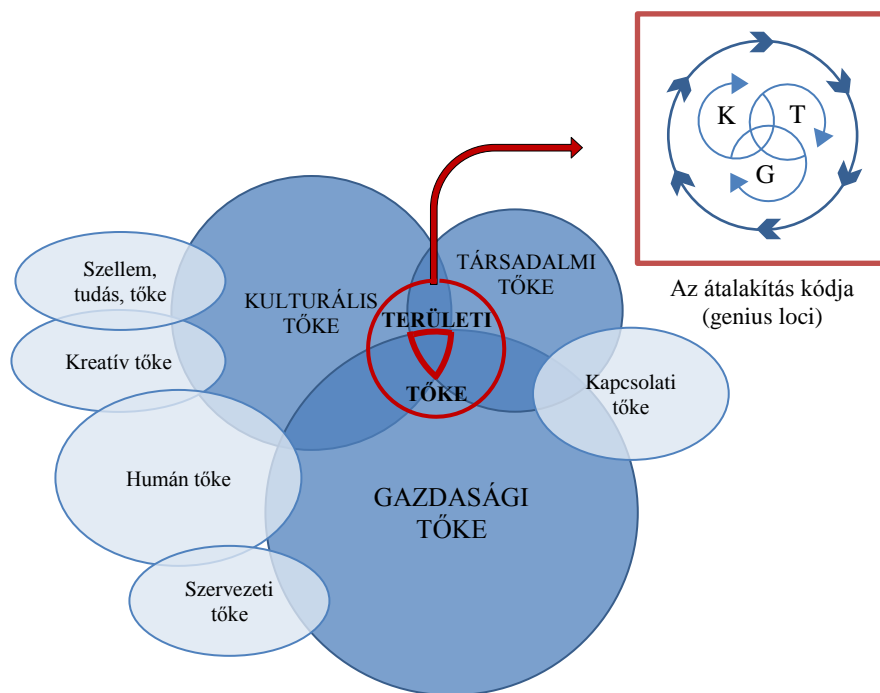 K
T
G
Az átalakítás kódja
(genius loci)
Szellem,
tudás, tőke
KULTURÁLIS
TŐKE
TÁRSADALMI
TŐKE
TERÜLETI
TŐKE
Kreatív tőke
Kapcsolati
tőke
Humán tőke
GAZDASÁGI
TŐKE
Szervezeti
tőke